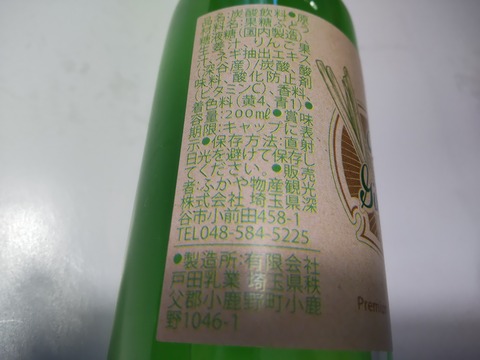 品名:炭酸飲料●原
材料名:果糖ぶどう
糖液糖(国内製造)、
生姜汁、りんご果
汁、ネギ抽出エキス
(深谷産)/炭酸、酸
味料、酸化防止剤
(ビタミンC)、香料、
着色料(黄4、青1)●
容量:200ml●賞味
期限:キャップに表
示●保存方法:直射
日光を避けて保存し
てください。●販売
者:ふかや物産観光
株式会社 埼玉県深
谷市小前田458-1
TEL048-584-5225
●製造所:有限会社
戸田乳業 埼玉県秩
父郡小鹿野町小鹿
野1046-1
Premium